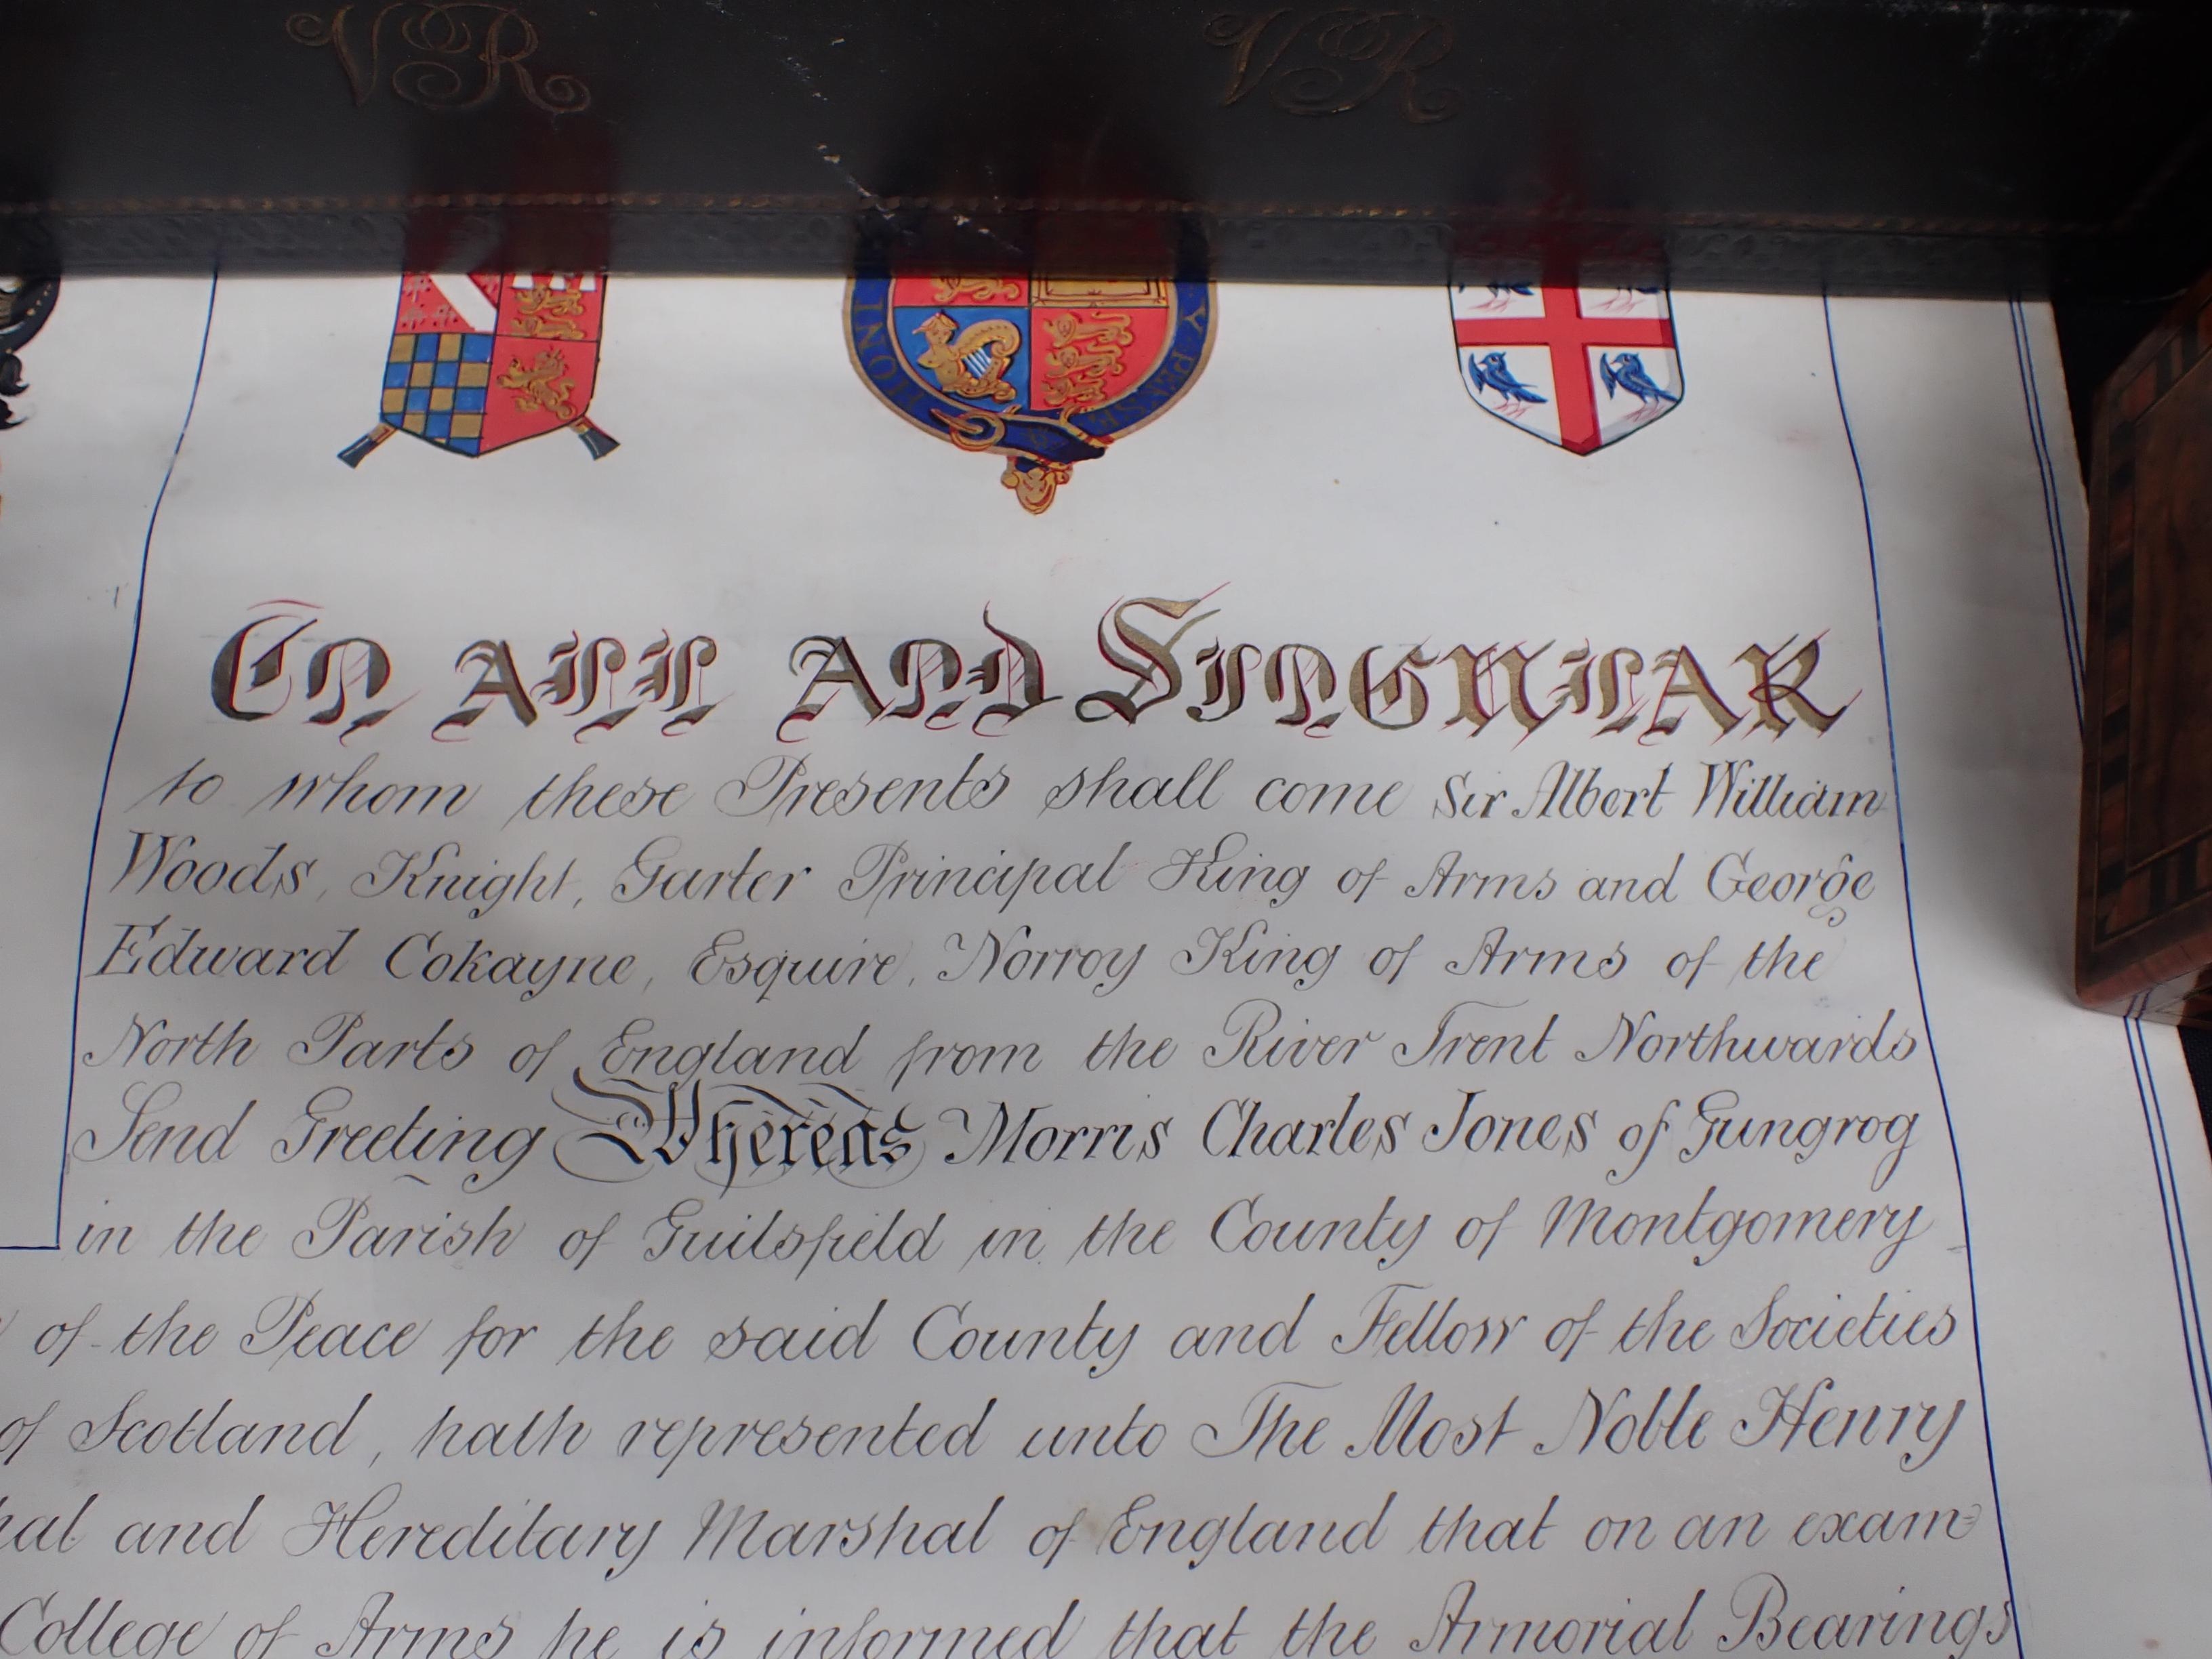 VR VR
HONI Y PENSE
To all and Singular
to whom these Presents shall come Sir Albert William
Woods, Knight, Garter Principal King of Arms and George
Edward Cokayne, Esquire, Norroy King of Arms of the
North Parts of England from the River Trent Northwards
Send Greeting Whereas Morris Charles Jones of Gungrog
in the Parish of Guilsfield in the County of Montgomery
of the Peace for the said County and Fellow of the Societies
of Scotland, hath represented unto The Most Noble Henry
and Hereditary Marshal of England that on an exam=
College of Arms he is informed that the Armorial Bearings